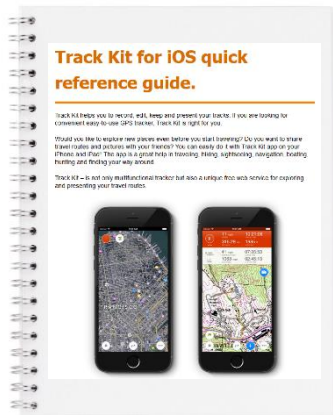 Track Kit for iOS quick
reference guide.
Track Kit helps you to record, edit, keep and present your tracks. If you are looking for
convenient easy-to-use GPS tracker, Track Kit is right for you.
Would you like to explore new places even before you start traveling? Do you want to share
travel routes and pictures with your friends? You can easily do it with Track Kit app on your
iPhone and iPad! The app is a great help in traveling, hiking, sightseeing, navigation, boating,
hunting and finding your way around.
Track Kit – is not only multifunctional tracker but also a unique free web service for exploring
and presenting your travel routes.